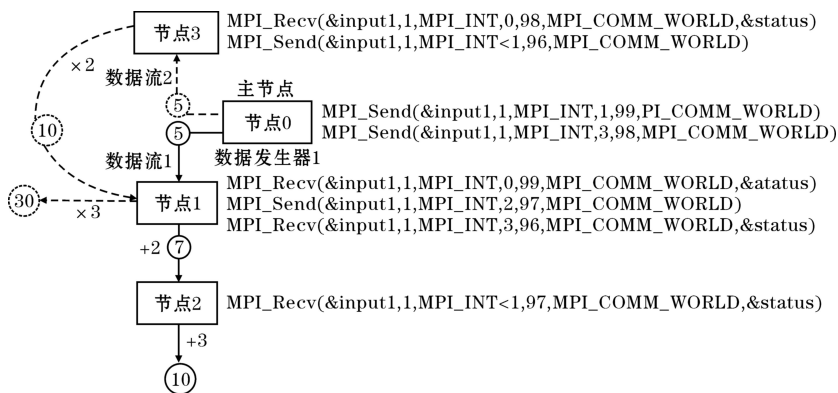 节点3
MPI_Recv(&input1,1,MPI_INT,0,98,MPI_COMM_WORLD,&status)
MPI_Send(&input1,1,MPI_INT<1,96,MPI_COMM_WORLD)
×2
数据流2
5
主节点
节点0
MPI_Send(&input1,1,MPI_INT,1,99,PI_COMM_WORLD)
MPI_Send(&input1,1,MPI_INT,3,98,MPI_COMM_WORLD)
10
5
数据流1
数据发生器1
节点1
MPI_Recv(&input1,1,MPI_INT,0,99,MPI_COMM_WORLD,&atatus)
MPI_Send(&input1,1,MPI_INT,2,97,MPI_COMM_WORLD)
MPI_Recv(&input1,1,MPI_INT,3,96,MPI_COMM_WORLD,&status)
30
×3
+2
7
节点2
MPI_Recv(&input1,1,MPI_INT<1,97,MPI_COMM_WORLD,&status)
+3
10